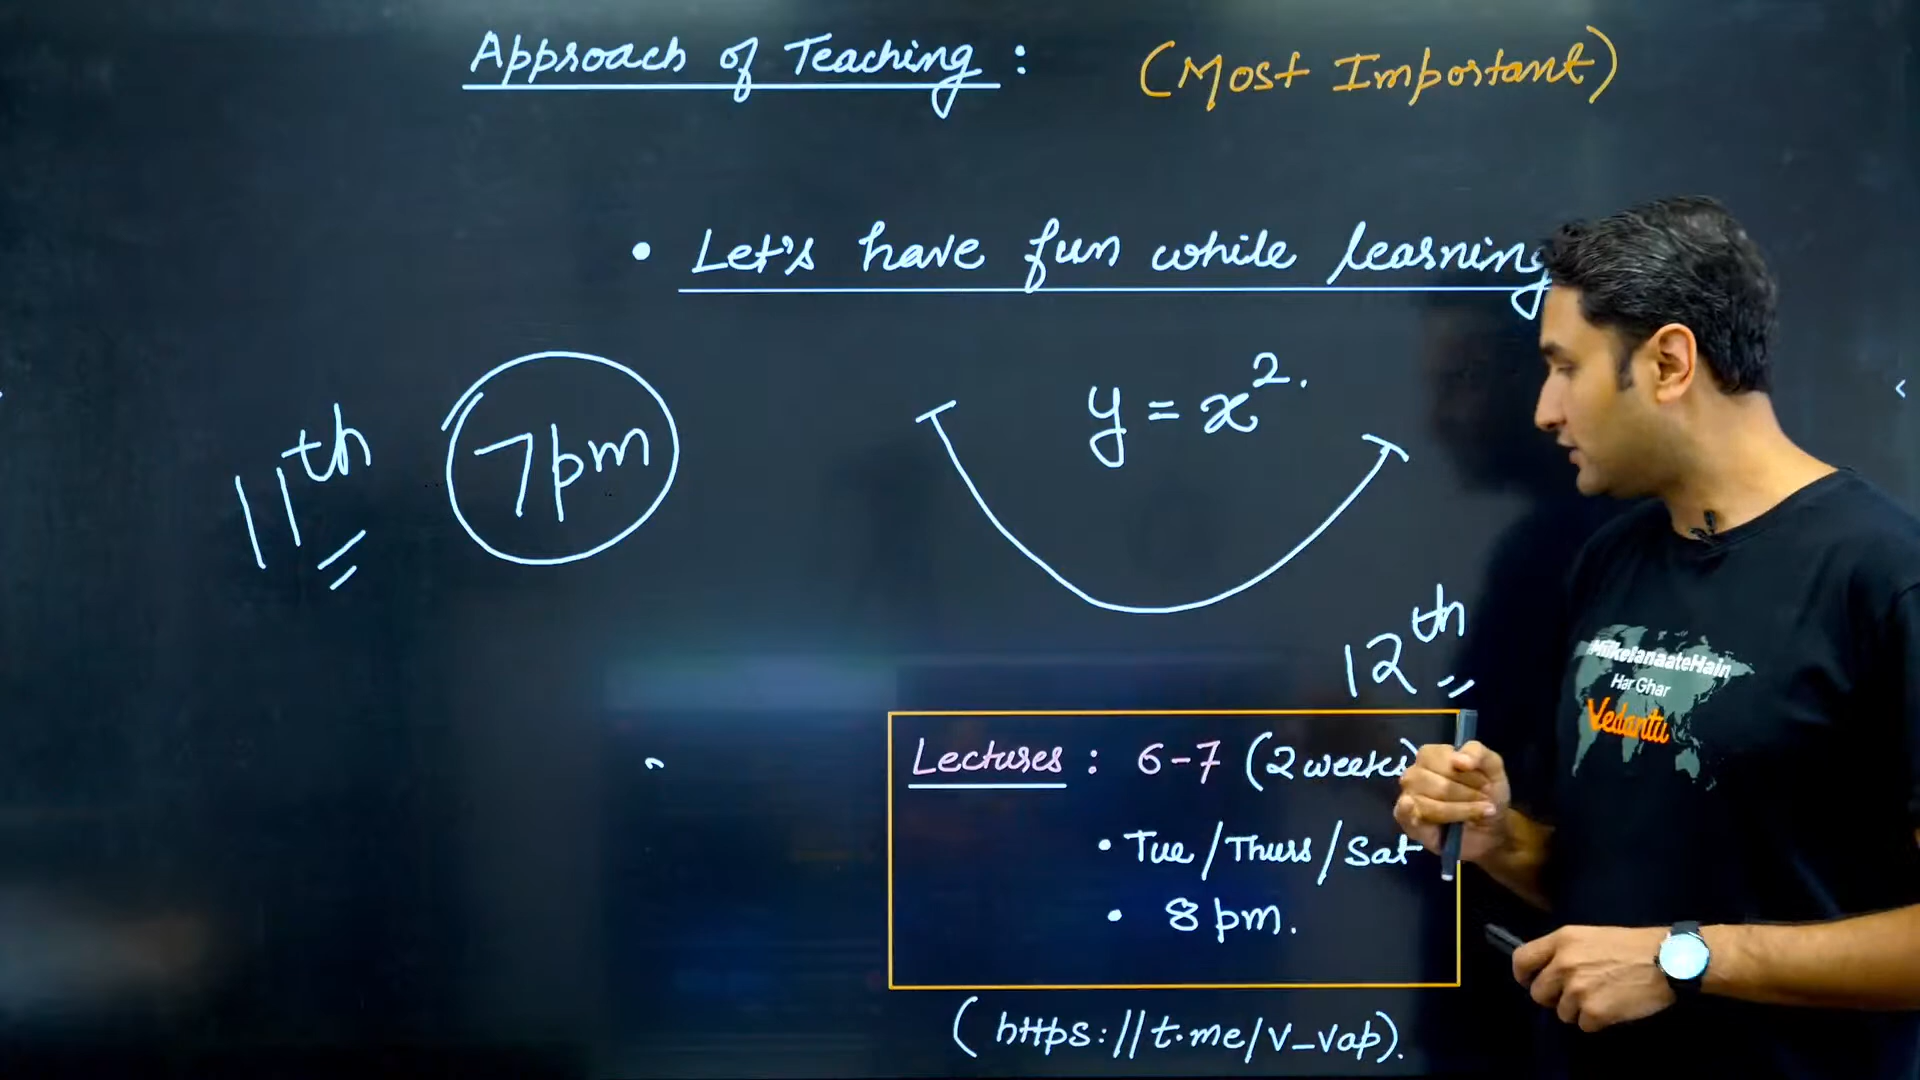 Approach of Teaching : (Most Important)
• Let's have fun while learning
y = x².
11th 7pm
12th
Lectures : 6-7 (2 weeks)
• Tue/Thurs/Sat
• 8 pm.
(https://t.me/v_vap).
#MilkeJanaateHain
Har Ghar
Vedantu